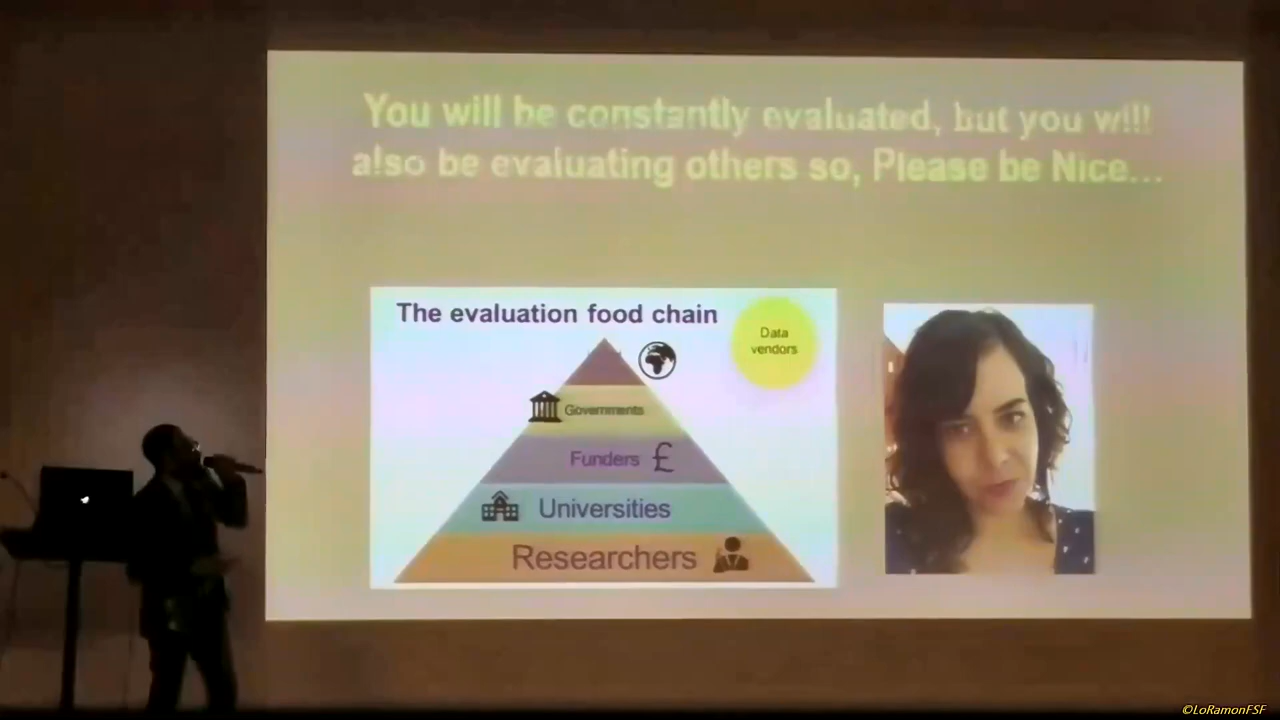 You will be constantly evaluated, but you will
also be evaluating others so, Please be Nice...
The evaluation food chain
Data
vendors
Governments
Funders £
Universities
Researchers
©LoRamonFSF